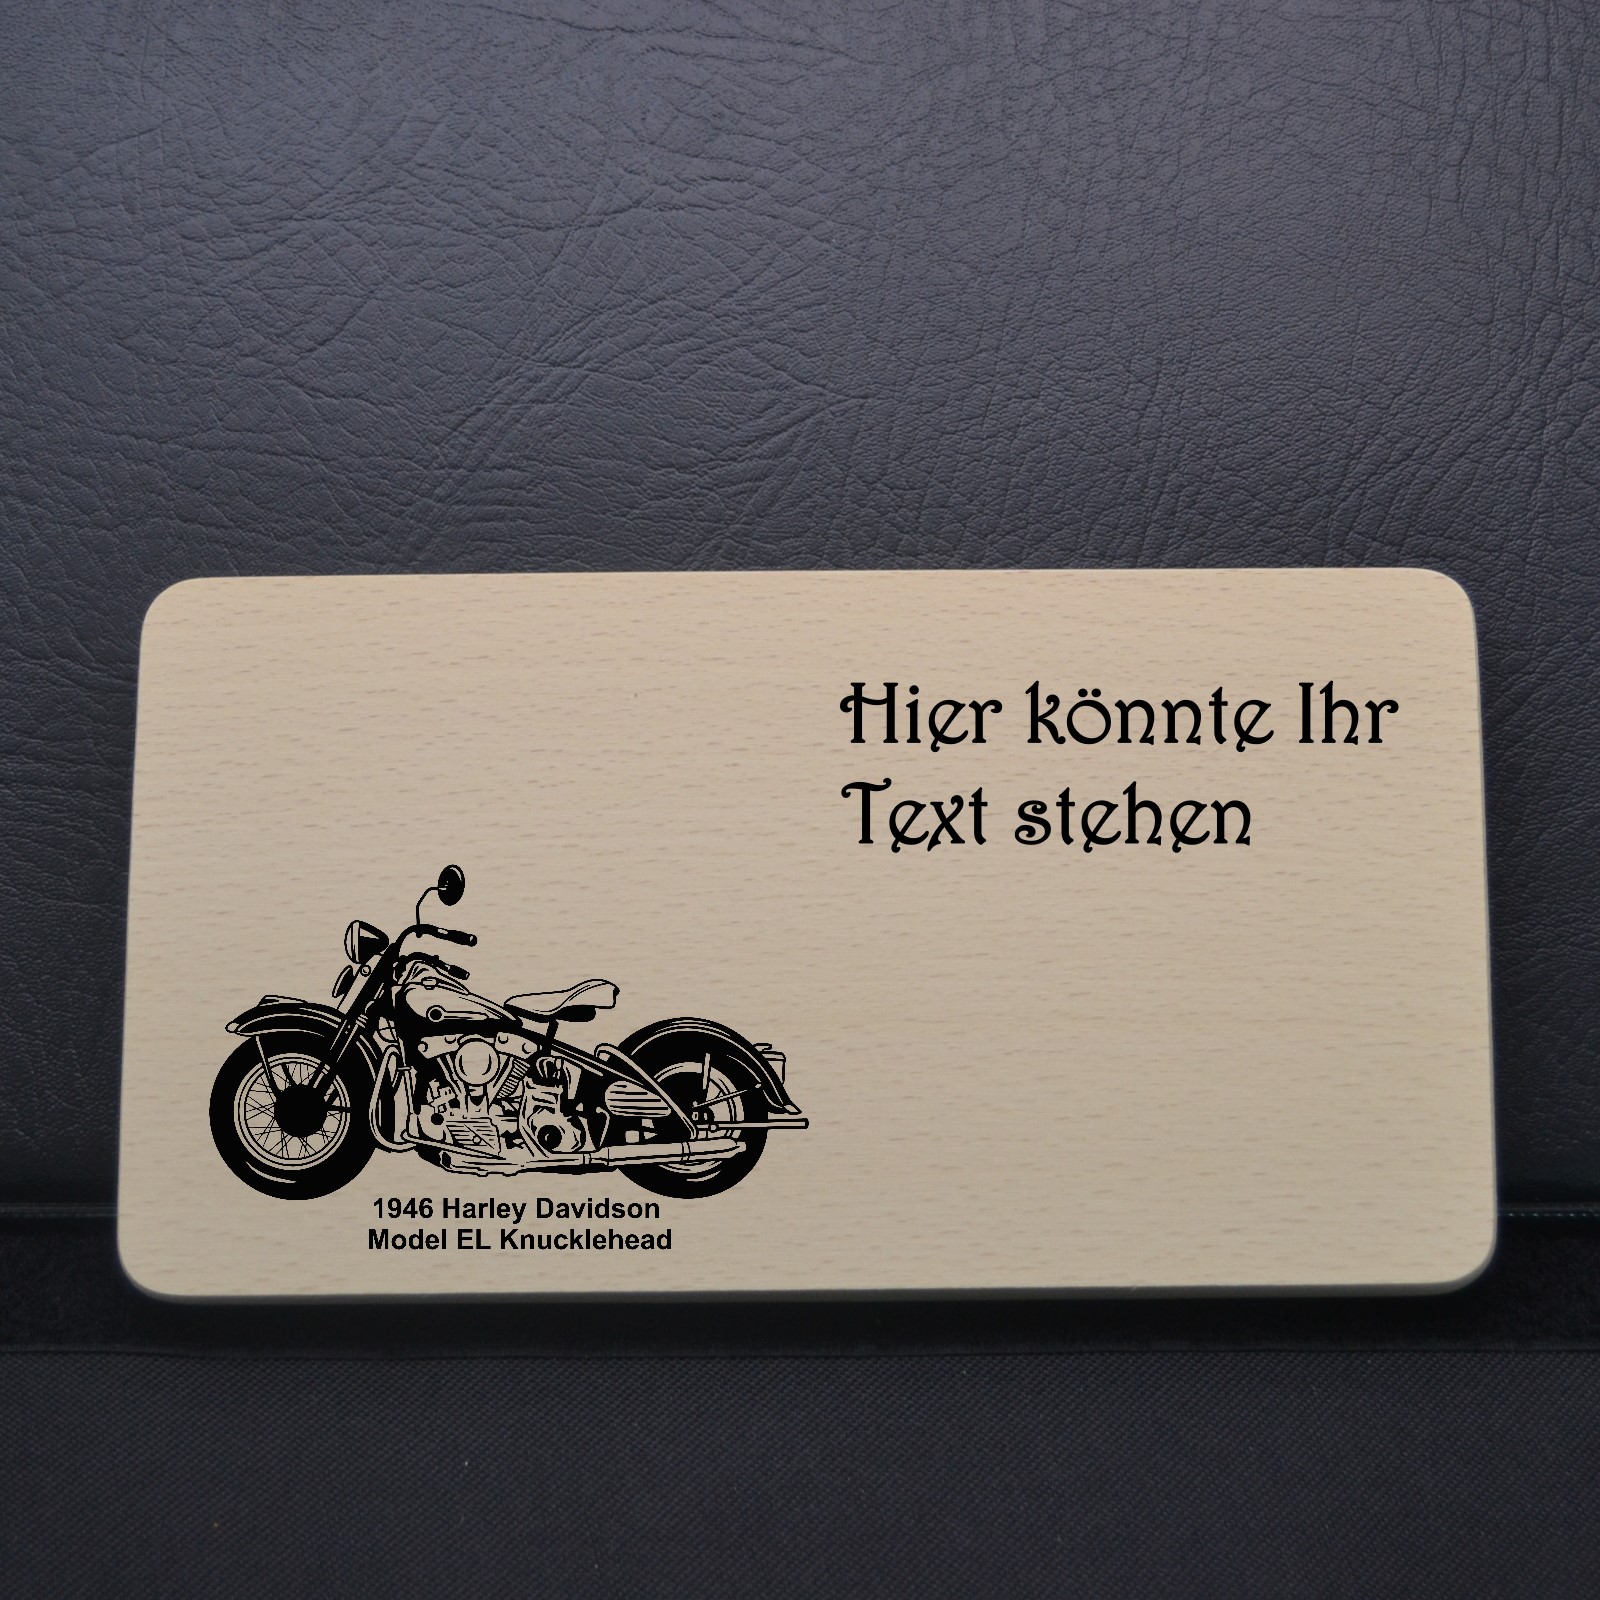 Hier könnte Ihr
Text stehen
1946 Harley Davidson
Model EL Knucklehead